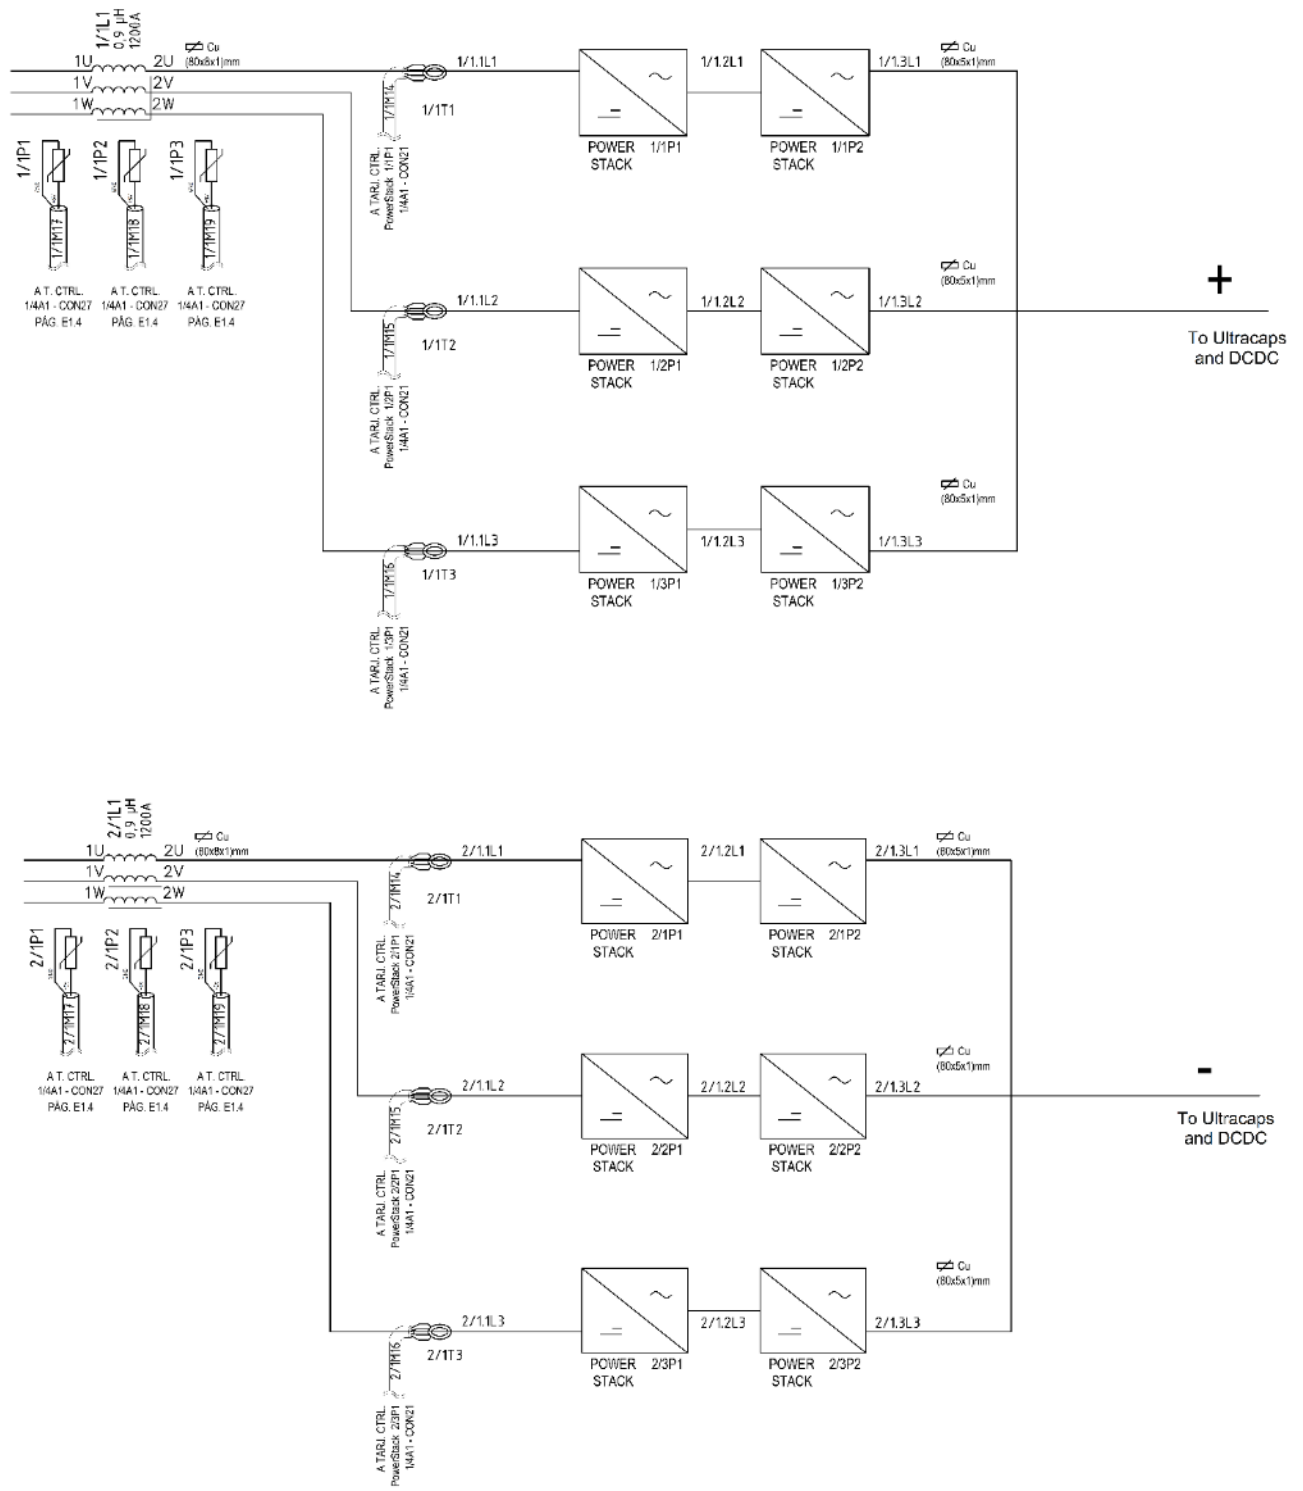 1/1L1
0,9 µH
1200A
1U
2U
Cu
(80x8x1)mm
1V
2V
1W
2W
1/1P1
1/1P2
1/1P3
1/1M17
1/1M18
1/1M19
A T. CTRL.
1/4A1 - CON27
PÁG. E1.4
A T. CTRL.
1/4A1 - CON27
PÁG. E1.4
A T. CTRL.
1/4A1 - CON27
PÁG. E1.4
1/1M14
1/1T1
A TARJ. CTRL.
PowerStack 1/1P1
1/4A1 - CON21
1/1.1L1
POWER 1/1P1
STACK
1/1.2L1
POWER 1/1P2
STACK
1/1.3L1
Cu
(80x5x1)mm
1/1M15
1/1T2
A TARJ. CTRL.
PowerStack 1/2P1
1/4A1 - CON21
1/1.1L2
POWER 1/2P1
STACK
1/1.2L2
POWER 1/2P2
STACK
1/1.3L2
Cu
(80x5x1)mm
+
To Ultracaps
and DCDC
1/1M16
1/1T3
A TARJ. CTRL.
PowerStack 1/3P1
1/4A1 - CON21
1/1.1L3
POWER 1/3P1
STACK
1/1.2L3
POWER 1/3P2
STACK
1/1.3L3
Cu
(80x5x1)mm
2/1L1
0,9 µH
1200A
1U
2U
Cu
(80x8x1)mm
1V
2V
1W
2W
2/1P1
2/1P2
2/1P3
2/1M17
2/1M18
2/1M19
A T. CTRL.
1/4A1 - CON27
PÁG. E1.4
A T. CTRL.
1/4A1 - CON27
PÁG. E1.4
A T. CTRL.
1/4A1 - CON27
PÁG. E1.4
2/1M14
2/1T1
A TARJ. CTRL.
PowerStack 2/1P1
1/4A1 - CON21
2/1.1L1
POWER 2/1P1
STACK
2/1.2L1
POWER 2/1P2
STACK
2/1.3L1
Cu
(80x5x1)mm
2/1M15
2/1T2
A TARJ. CTRL.
PowerStack 2/2P1
1/4A1 - CON21
2/1.1L2
POWER 2/2P1
STACK
2/1.2L2
POWER 2/2P2
STACK
2/1.3L2
Cu
(80x5x1)mm
-
To Ultracaps
and DCDC
2/1M16
2/1T3
A TARJ. CTRL.
PowerStack 2/3P1
1/4A1 - CON21
2/1.1L3
POWER 2/3P1
STACK
2/1.2L3
POWER 2/3P2
STACK
2/1.3L3
Cu
(80x5x1)mm